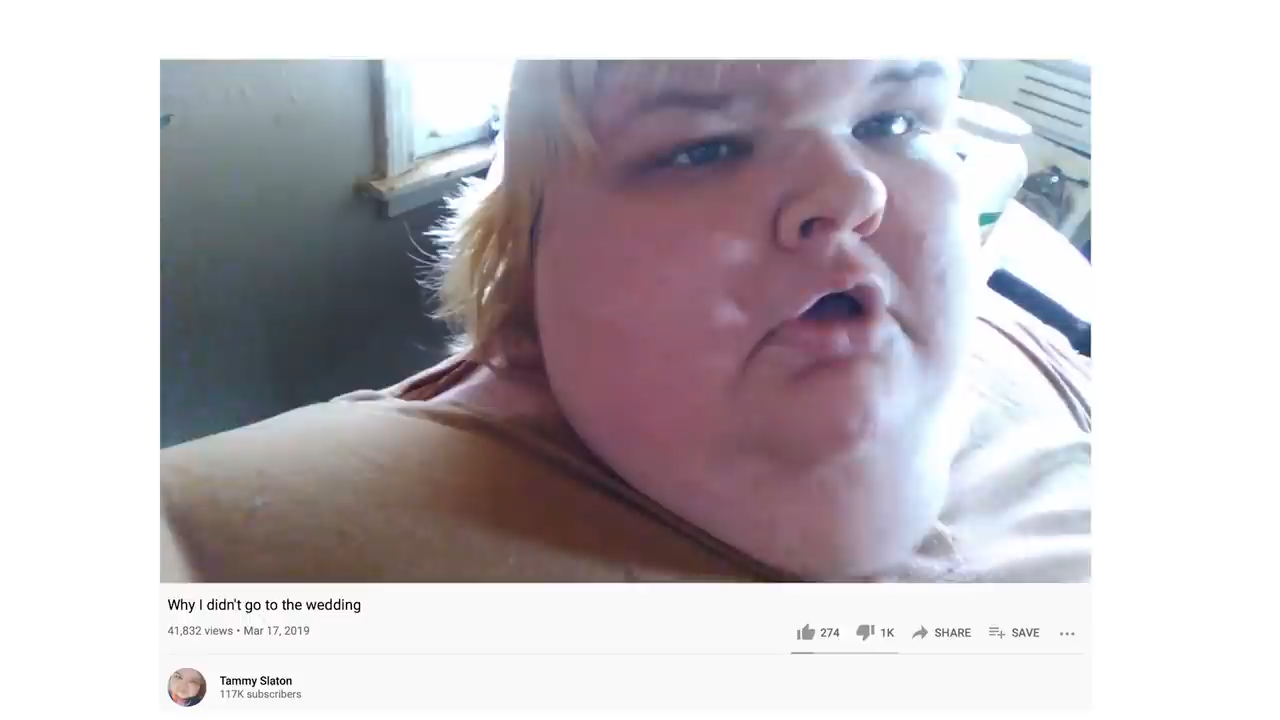 Why I didn't go to the wedding
41,832 views • Mar 17, 2019
274
1K
SHARE
SAVE
Tammy Slaton
117K subscribers